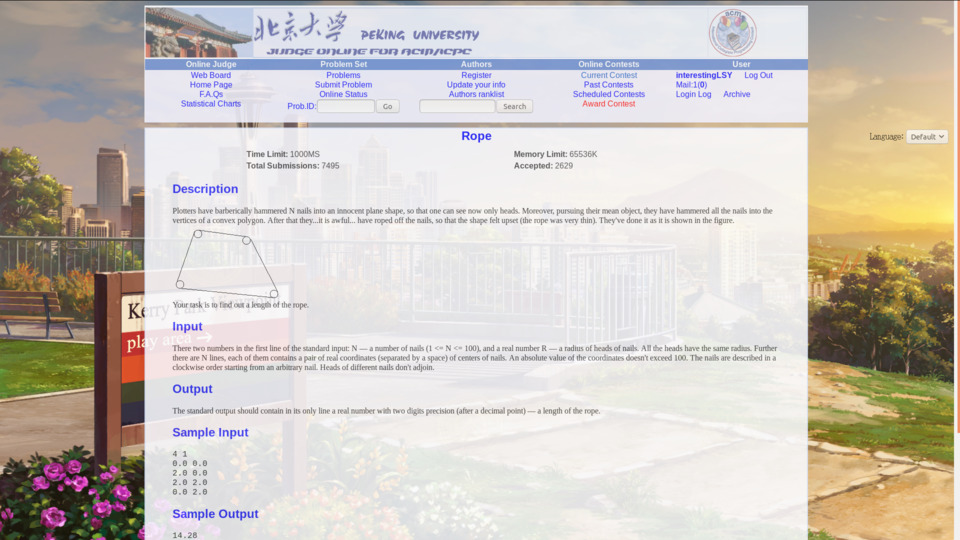 北京大学 PEKING UNIVERSITY
JUDGE ONLINE FOR ACM/ICPC
acm
Online Judge Problem Set Authors Online Contests User
Web Board Problems Register Current Contest interestingLSY Log Out
Home Page Submit Problem Update your info Past Contests Mail:1(0)
F.A.Qs Online Status Authors ranklist Scheduled Contests Login Log Archive
Statistical Charts Prob.ID: Go Search Award Contest
Language: Default
Rope
Time Limit: 1000MS Memory Limit: 65536K
Total Submissions: 7495 Accepted: 2629
Description
Plotters have barberically hammered N nails into an innocent plane shape, so that one can see now only heads. Moreover, pursuing their mean object, they have hammered all the nails into the
vertices of a convex polygon. After that they...it is awful... have roped off the nails, so that the shape felt upset (the rope was very thin). They've done it as it is shown in the figure.
Your task is to find out a length of the rope.
Kerry Park
play area →
Input
There two numbers in the first line of the standard input: N — a number of nails (1 <= N <= 100), and a real number R — a radius of heads of nails. All the heads have the same radius. Further
there are N lines, each of them contains a pair of real coordinates (separated by a space) of centers of nails. An absolute value of the coordinates doesn't exceed 100. The nails are described in a
clockwise order starting from an arbitrary nail. Heads of different nails don't adjoin.
Output
The standard output should contain in its only line a real number with two digits precision (after a decimal point) — a length of the rope.
Sample Input
4 1
0.0 0.0
2.0 0.0
2.0 2.0
0.0 2.0
Sample Output
14.28